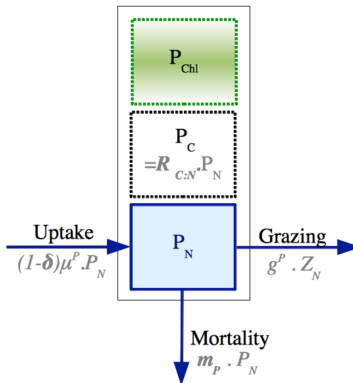 P_Chl
P_C
=R_C:N.P_N
Uptake
(1-δ)μ^P.P_N
P_N
Grazing
g^P . Z_N
Mortality
m_P . P_N